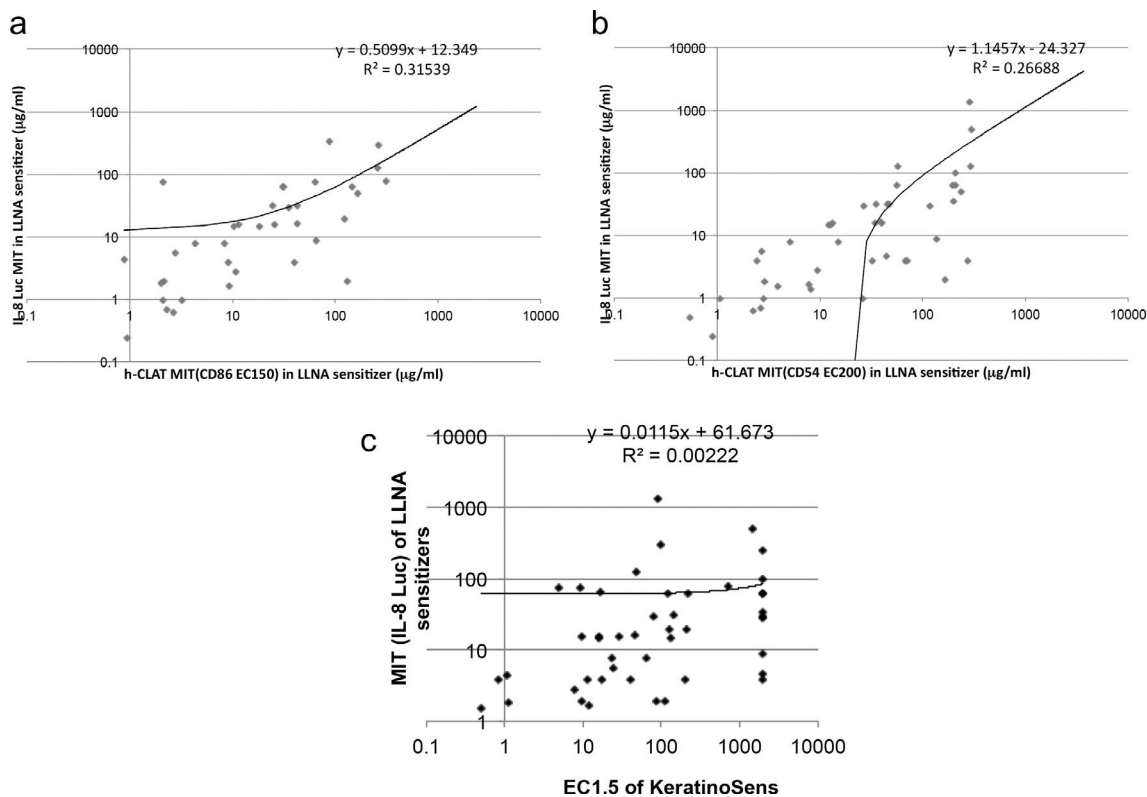 a
y = 0.5099x + 12.349
R² = 0.31539
IL-8 Luc MIT in LLNA sensitizer (µg/ml)
10000
1000
100
10
1
0.1
0.1
1
10
100
1000
10000
h-CLAT MIT(CD86 EC150) in LLNA sensitizer (µg/ml)
b
y = 1.1457x - 24.327
R² = 0.26688
IL-8 Luc MIT in LLNA sensitizer (µg/ml)
10000
1000
100
10
1
0.1
0.1
1
10
100
1000
10000
h-CLAT MIT(CD54 EC200) in LLNA sensitizer (µg/ml)
c
y = 0.0115x + 61.673
R² = 0.00222
MIT (IL-8 Luc) of LLNA
sensitizers
10000
1000
100
10
1
0.1
1
10
100
1000
10000
EC1.5 of KeratinoSens